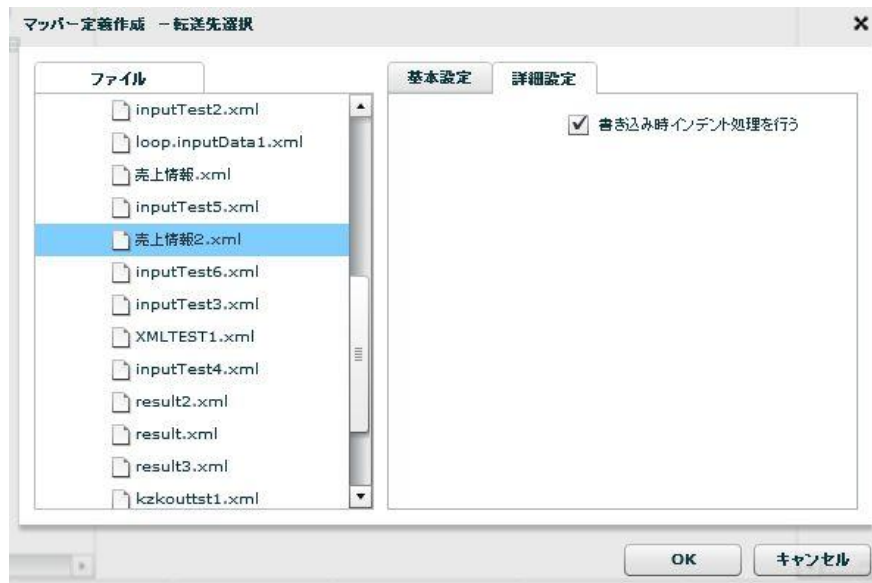 マッパー定義作成 －転送先選択
ファイル
inputTest2.xml
loop.inputData1.xml
売上情報.xml
inputTest5.xml
売上情報2.xml
inputTest6.xml
inputTest3.xml
XMLTEST1.xml
inputTest4.xml
result2.xml
result.xml
result3.xml
kzkouttst1.xml
基本設定 詳細設定
書き込み時インデント処理を行う
OK キャンセル